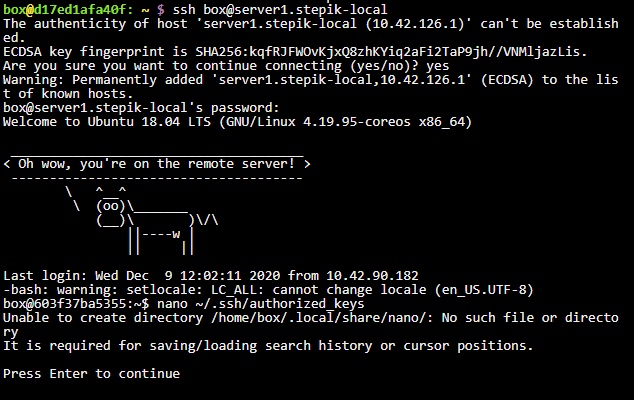 box@d17ed1afa40f: ~ $ ssh box@server1.stepik-local
The authenticity of host 'server1.stepik-local (10.42.126.1)' can't be establish
ed.
ECDSA key fingerprint is SHA256:kqfRJFWOvKjxQ8zhKYiq2aFi2TaP9jh//VNMljazLis.
Are you sure you want to continue connecting (yes/no)? yes
Warning: Permanently added 'server1.stepik-local,10.42.126.1' (ECDSA) to the lis
t of known hosts.
box@server1.stepik-local's password:
Welcome to Ubuntu 18.04 LTS (GNU/Linux 4.19.95-coreos x86_64)
 _____________________________________
< Oh wow, you're on the remote server! >
 -------------------------------------
        \   ^__^
         \  (oo)\_______
            (__)\       )\/\
                ||----w |
                ||     ||
Last login: Wed Dec  9 12:02:11 2020 from 10.42.90.182
-bash: warning: setlocale: LC_ALL: cannot change locale (en_US.UTF-8)
box@603f37ba5355:~$ nano ~/.ssh/authorized_keys
Unable to create directory /home/box/.local/share/nano/: No such file or directo
ry
It is required for saving/loading search history or cursor positions.
Press Enter to continue